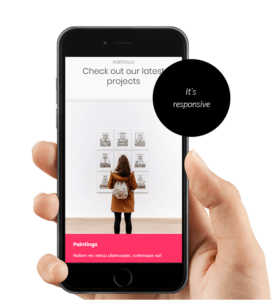 PORTFOLIO
Check out our latest
projects
It's
responsive
Paintings
Nullam nec metus ullamcorper, scelerisque null